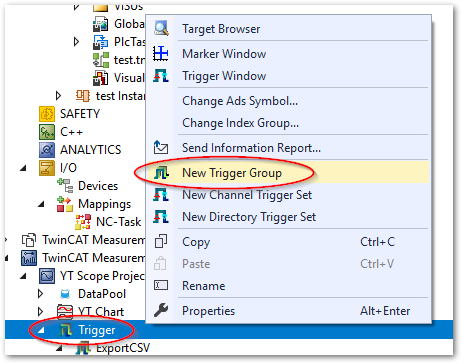 VISUs
Globa
PlcTas
test.tr
Visual
test Instan
SAFETY
C++
ANALYTICS
I/O
Devices
Mappings
NC-Task
TwinCAT Measurem
TwinCAT Measurem
YT Scope Projec
DataPool
YT Chart
Trigger
ExportCSV
Target Browser
Marker Window
Trigger Window
Change Ads Symbol...
Change Index Group...
Send Information Report...
New Trigger Group
New Channel Trigger Set
New Directory Trigger Set
Copy Ctrl+C
Paste Ctrl+V
Rename
Properties Alt+Enter